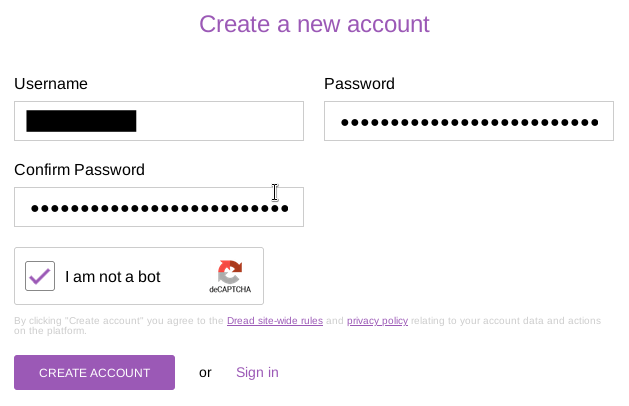 Create a new account
Username
Password
Confirm Password
I am not a bot
deCAPTCHA
By clicking "Create account" you agree to the Dread site-wide rules and privacy policy relating to your account data and actions
on the platform.
CREATE ACCOUNT or Sign in